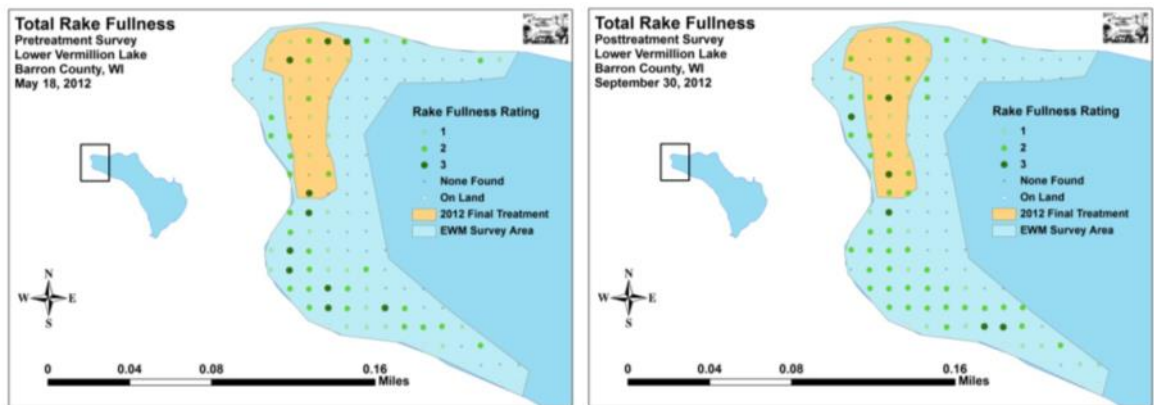 Total Rake Fullness
Pretreatment Survey
Lower Vermillion Lake
Barron County, WI
May 18, 2012
Rake Fullness Rating
1
2
3
None Found
On Land
2012 Final Treatment
EWM Survey Area
N
W E
S
0 0.04 0.08 0.16
Miles
Total Rake Fullness
Posttreatment Survey
Lower Vermillion Lake
Barron County, WI
September 30, 2012
Rake Fullness Rating
1
2
3
None Found
On Land
2012 Final Treatment
EWM Survey Area
N
W E
S
0 0.04 0.08 0.16
Miles